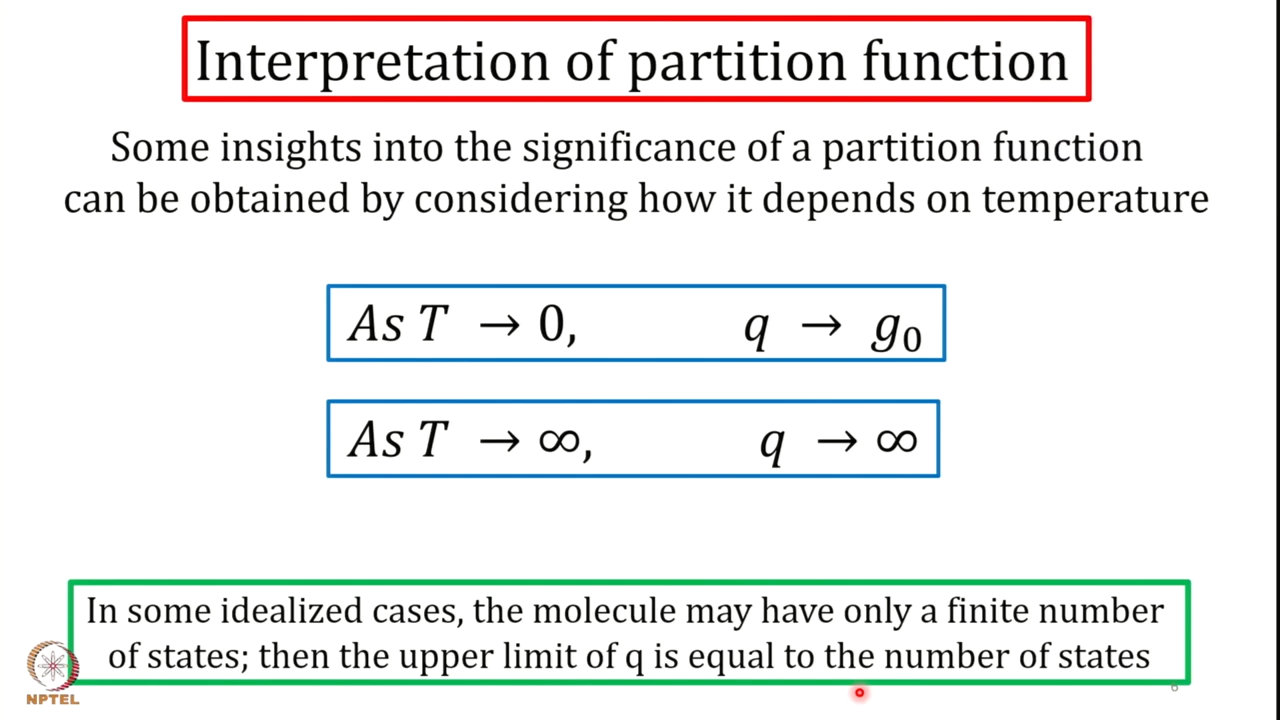 Interpretation of partition function
Some insights into the significance of a partition function
can be obtained by considering how it depends on temperature
As T → 0, q → g₀
As T → ∞, q → ∞
In some idealized cases, the molecule may have only a finite number
of states; then the upper limit of q is equal to the number of states
NPTEL
6